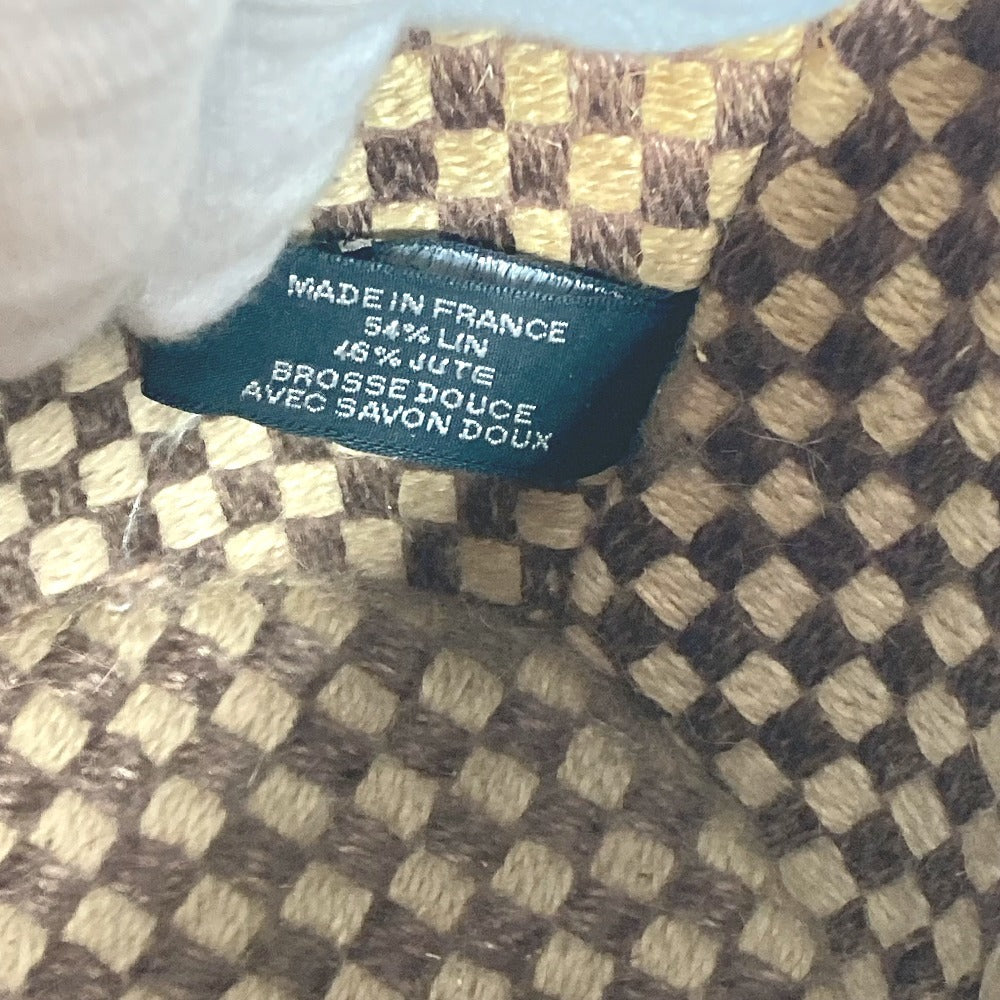 MADE IN FRANCE
54% LIN
46% JUTE
BROSSE DOUCE
AVEC SAVON DOUX